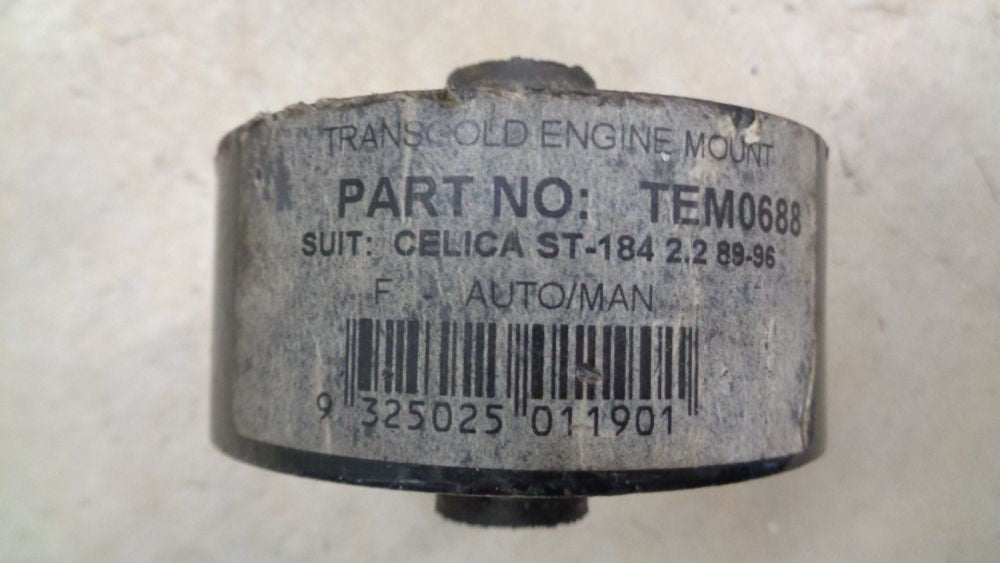 TRANSGOLD ENGINE MOUNT
PART NO: TEM0688
SUIT: CELICA ST-184 2.2 89-96
F - AUTO/MAN
9 325025 011901